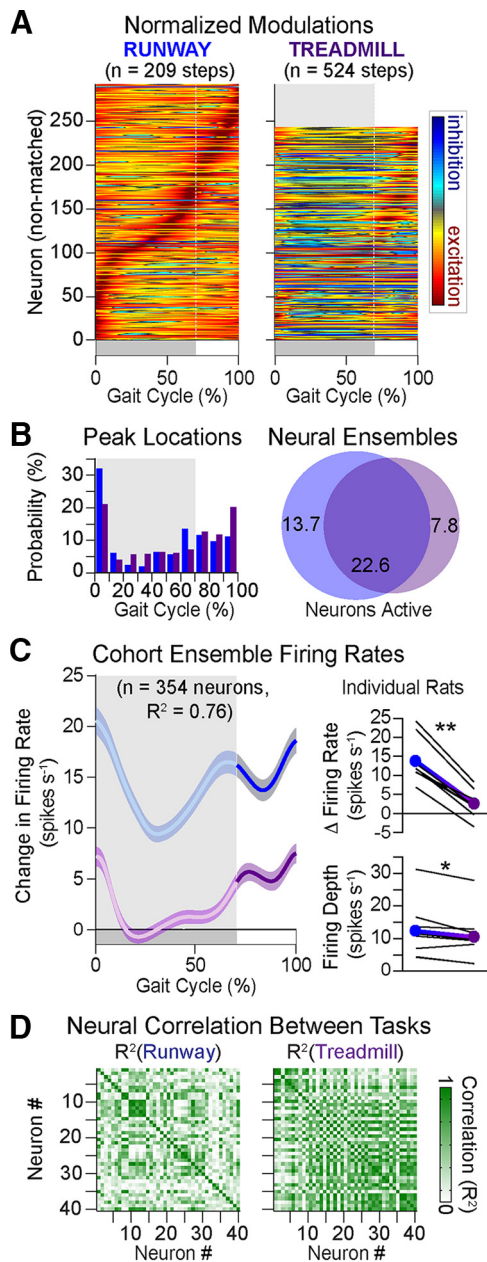 A
Normalized Modulations
RUNWAY
(n = 209 steps)
TREADMILL
(n = 524 steps)
Neuron (non-matched)
250
200
150
100
50
0
0
50
100
Gait Cycle (%)
0
50
100
Gait Cycle (%)
inhibition
excitation
B
Peak Locations
Probability (%)
30
20
10
0
0 20 40 60 80 100
Gait Cycle (%)
Neural Ensembles
13.7
22.6
7.8
Neurons Active
C
Cohort Ensemble Firing Rates
(n = 354 neurons,
R² = 0.76)
Change in Firing Rate
(spikes s⁻¹)
25
20
15
10
5
0
0
50
100
Gait Cycle (%)
Individual Rats
Δ Firing Rate
(spikes s⁻¹)
25
20
15
10
5
0
-5
**
Firing Depth
(spikes s⁻¹)
30
20
10
0
*
D
Neural Correlation Between Tasks
R²(Runway)
R²(Treadmill)
Neuron #
10
20
30
40
10 20 30 40
Neuron #
10 20 30 40
Neuron #
1
0
Correlation (R²)